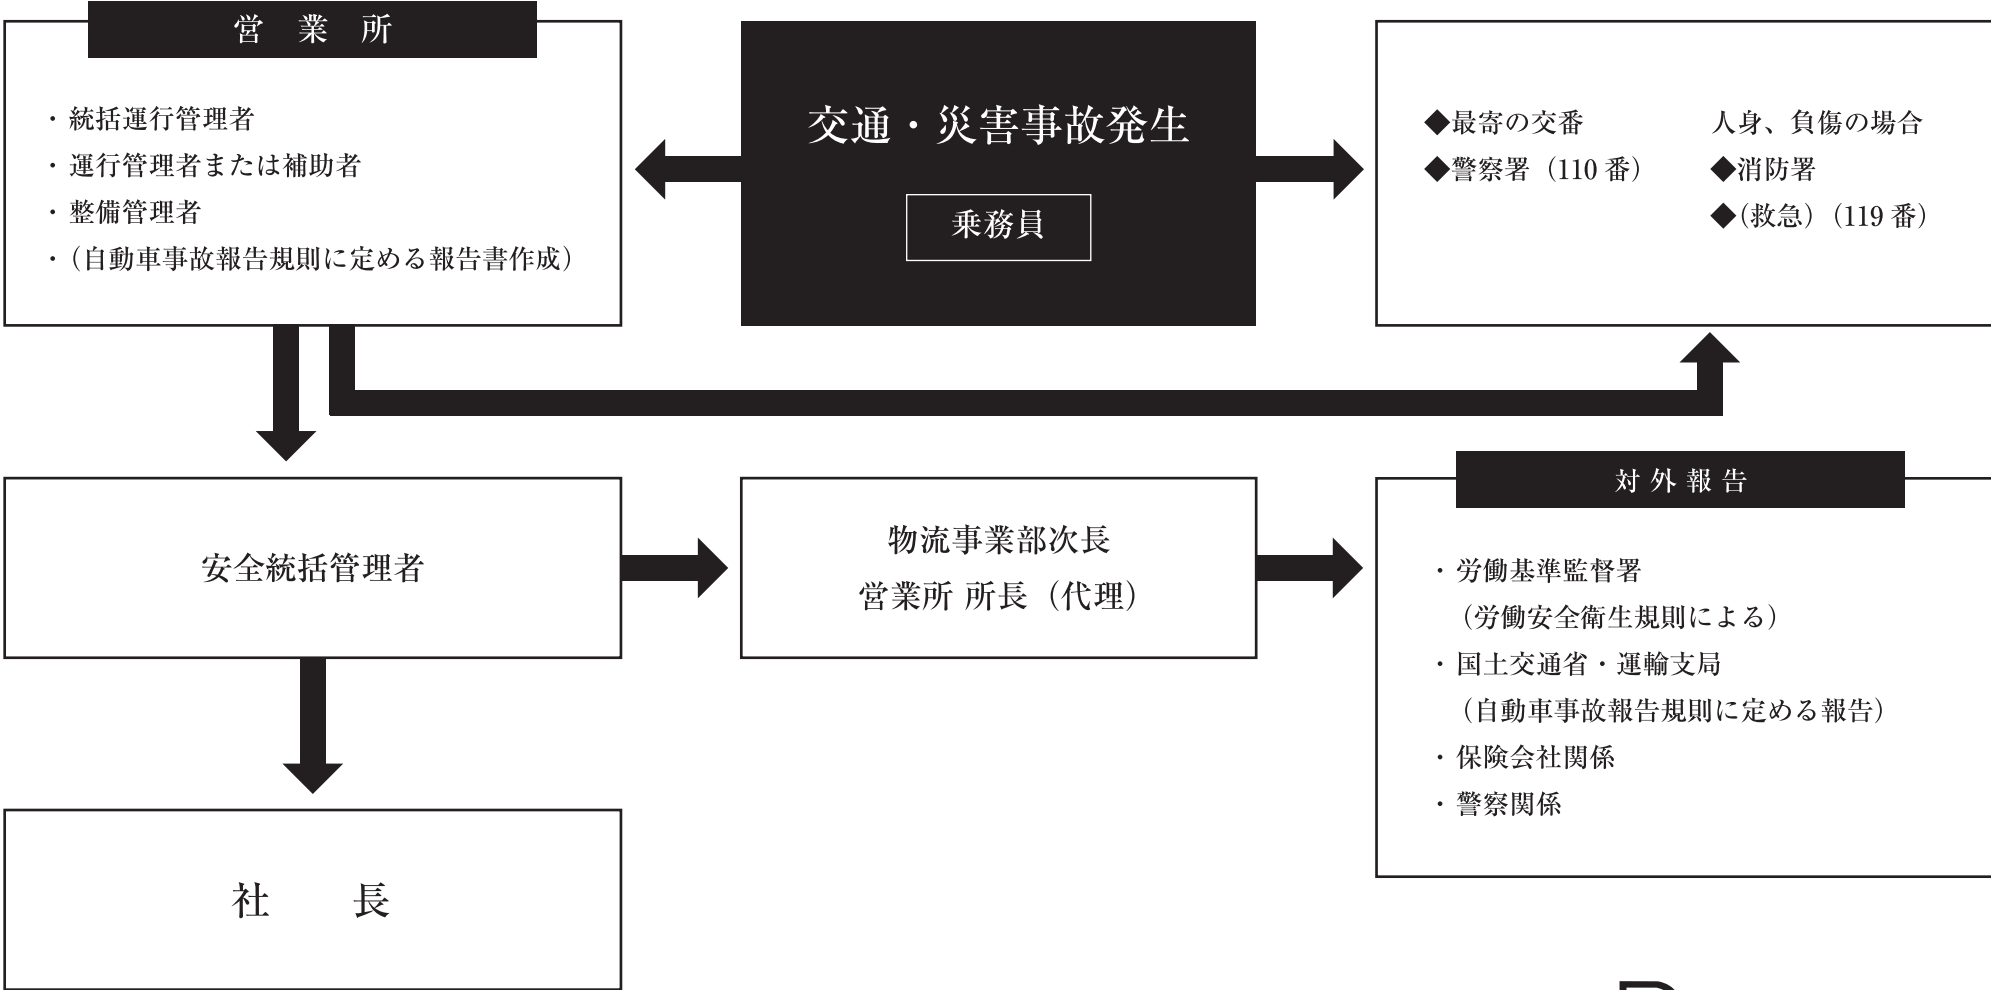 営 業 所
・統括運行管理者
・運行管理者または補助者
・整備管理者
・(自動車事故報告規則に定める報告書作成)
交通・災害事故発生
乗務員
◆最寄の交番
◆警察署（110 番）
人身、負傷の場合
◆消防署
◆(救急)（119 番）
安全統括管理者
物流事業部次長
営業所 所長（代理）
対外報告
・労働基準監督署
（労働安全衛生規則による）
・国土交通省・運輸支局
（自動車事故報告規則に定める報告）
・保険会社関係
・警察関係
社 長